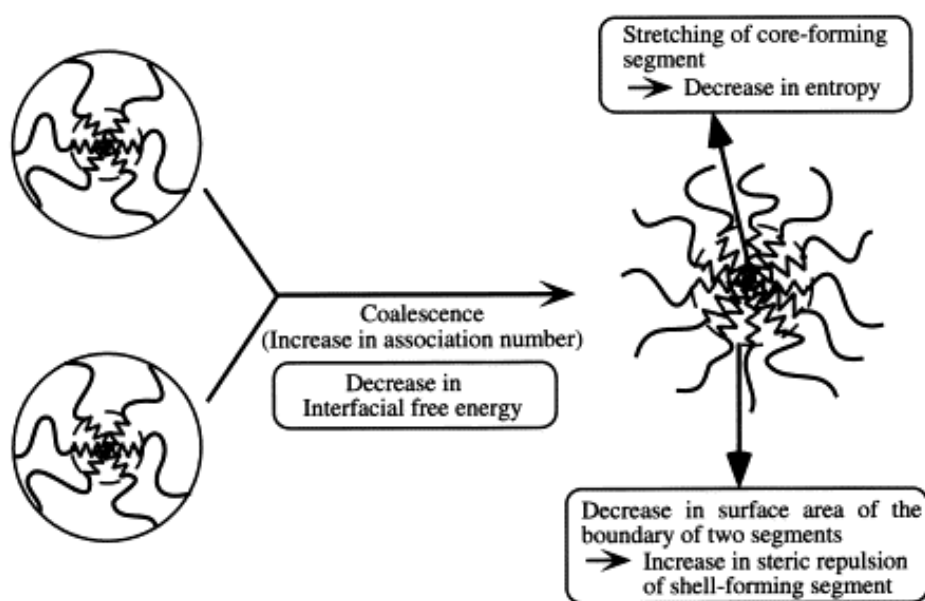 Stretching of core-forming
segment
→ Decrease in entropy
Coalescence
(Increase in association number)
Decrease in
Interfacial free energy
Decrease in surface area of the
boundary of two segments
→ Increase in steric repulsion
of shell-forming segment